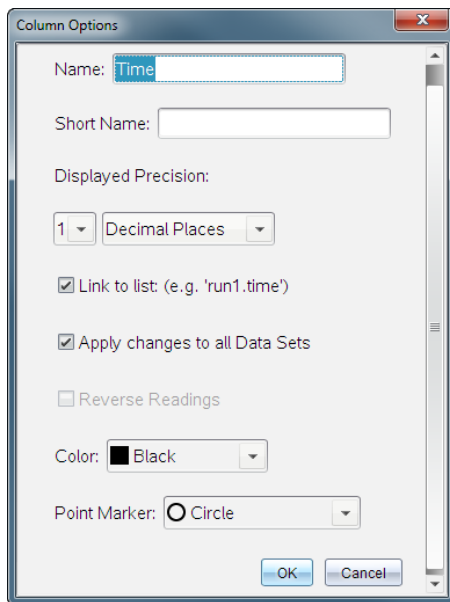 Column Options
Name: Time
Short Name:
Displayed Precision:
1 Decimal Places
Link to list: (e.g. 'run1.time')
Apply changes to all Data Sets
Reverse Readings
Color: Black
Point Marker: Circle
OK Cancel